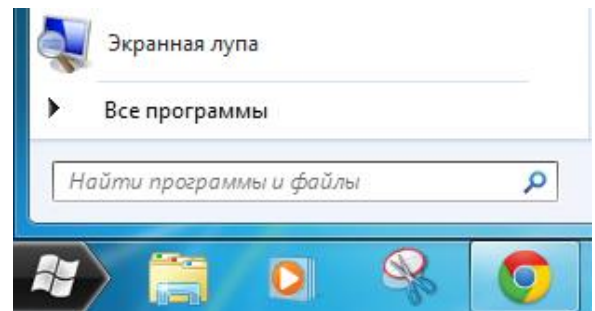 Экранная лупа
Все программы
Найти программы и файлы